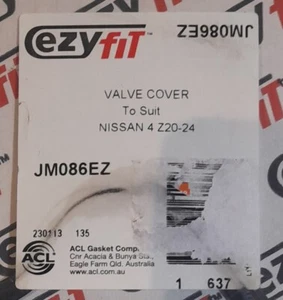 ezyfit™
JM086EZ
VALVE COVER
To Suit
NISSAN 4 Z20-24
JM086EZ
230113 135
ACL
ACL Gasket Comp
Cnr Acacia & Bunya Sts
Eagle Farm Qld. Australia
www.acl.com.au
1 637